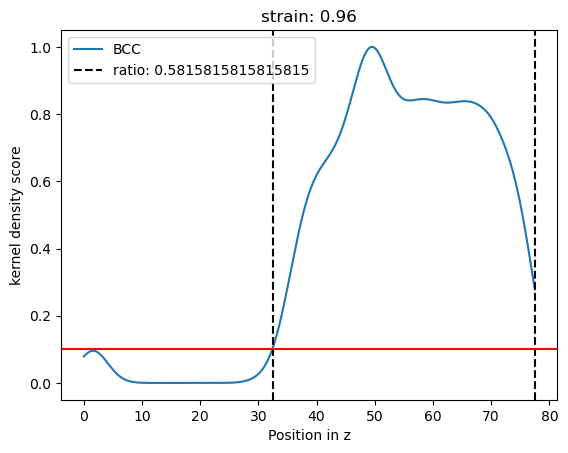 strain: 0.96
BCC
ratio: 0.5815815815815815
kernel density score
1.0
0.8
0.6
0.4
0.2
0.0
0 10 20 30 40 50 60 70 80
Position in z